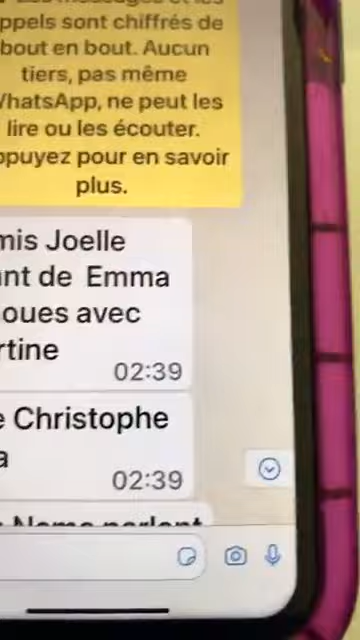 ppels sont chiffrés de
bout en bout. Aucun
tiers, pas même
WhatsApp, ne peut les
lire ou les écouter.
ppuyez pour en savoir
plus.
mis Joelle
ant de Emma
oues avec
rtine
02:39
e Christophe
a
02:39